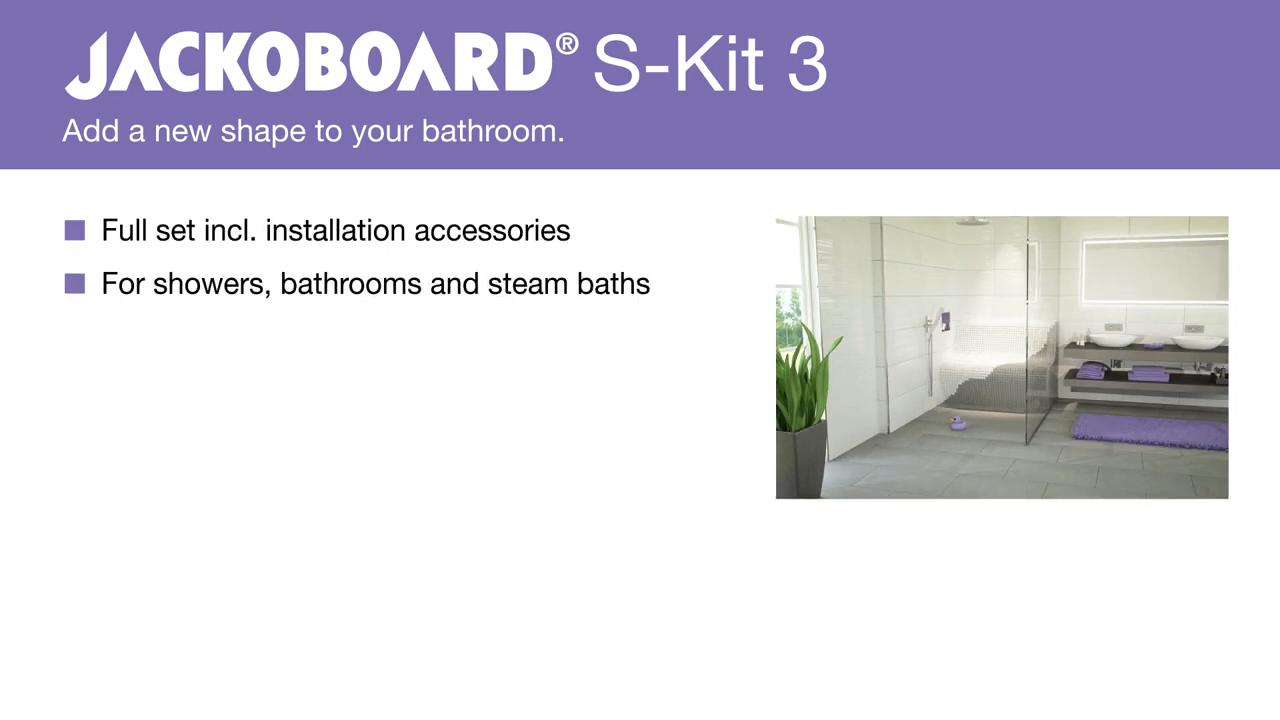 JACKOBOARD® S-Kit 3
Add a new shape to your bathroom.
Full set incl. installation accessories
For showers, bathrooms and steam baths